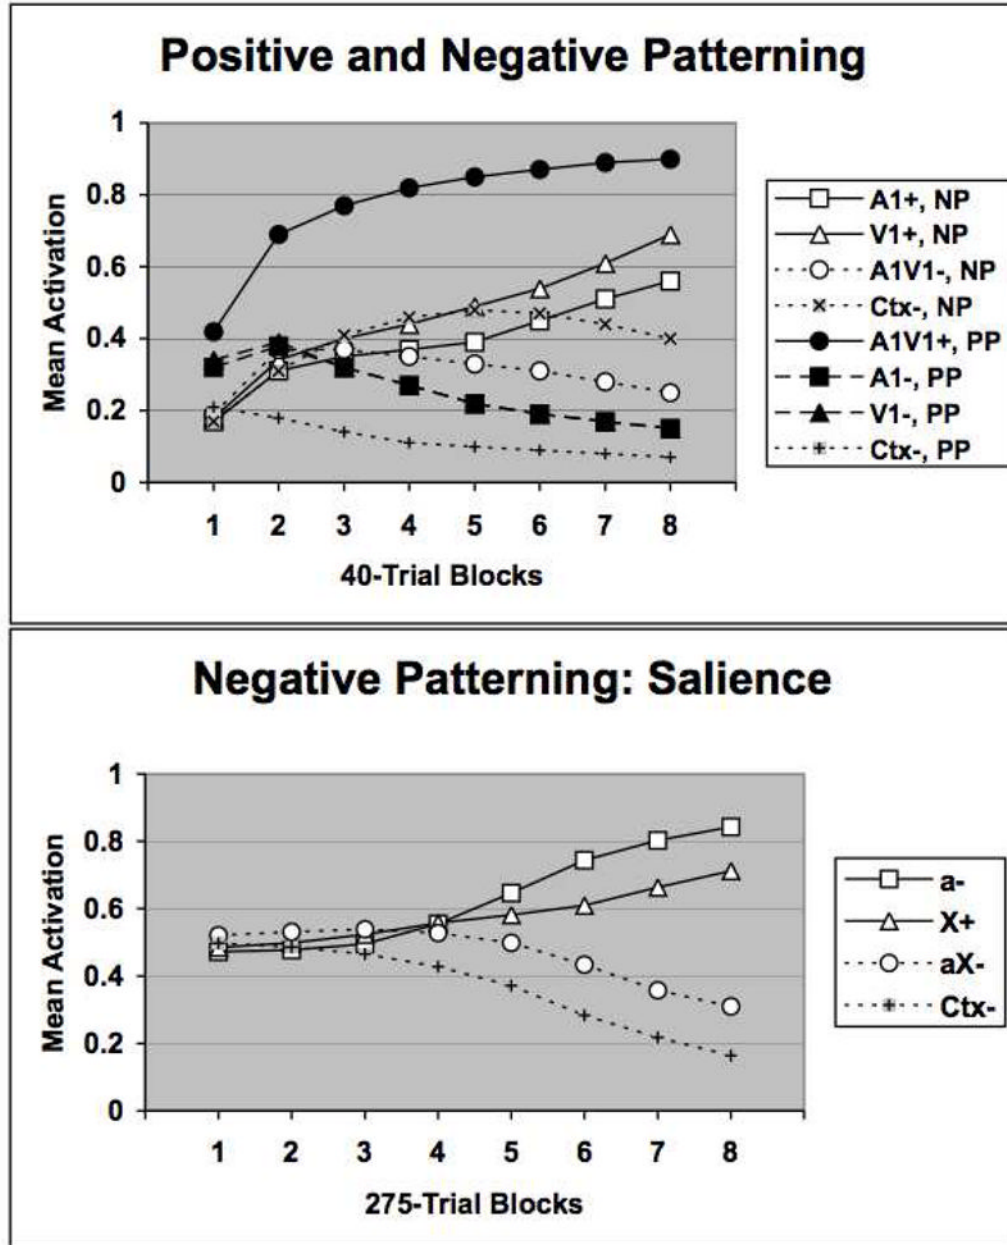 Positive and Negative Patterning
Mean Activation
1
0.8
0.6
0.4
0.2
0
1 2 3 4 5 6 7 8
40-Trial Blocks
A1+, NP
V1+, NP
A1V1-, NP
Ctx-, NP
A1V1+, PP
A1-, PP
V1-, PP
Ctx-, PP
Negative Patterning: Salience
Mean Activation
1
0.8
0.6
0.4
0.2
0
1 2 3 4 5 6 7 8
275-Trial Blocks
a-
X+
aX-
Ctx-